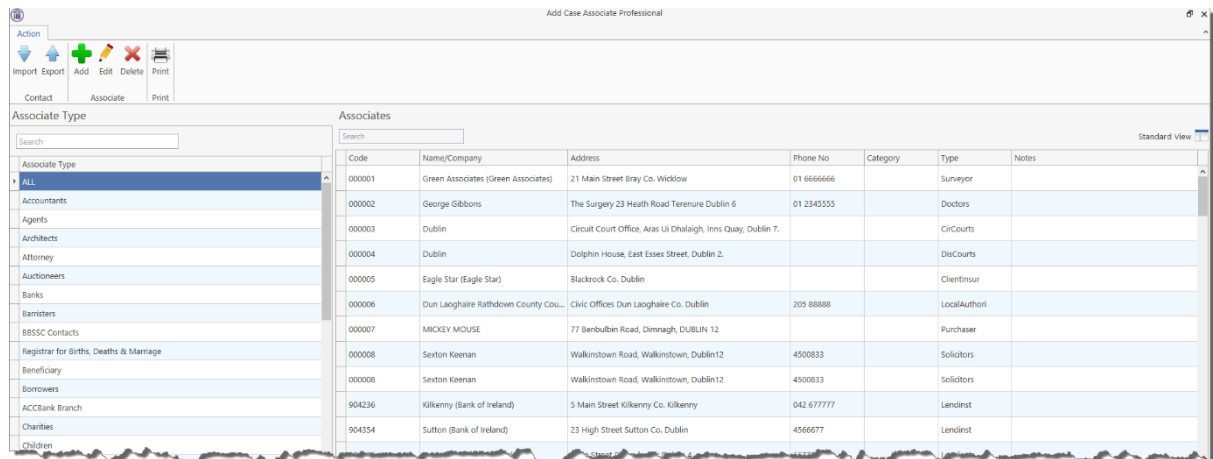 Add Case Associate Professional
Action
Import Export Add Edit Delete Print
Contact Associate Print
Associate Type
Search
Associate Type
ALL
Accountants
Agents
Architects
Attorney
Auctioneers
Banks
Barristers
BBSSC Contacts
Registrar for Births, Deaths & Marriage
Beneficiary
Borrowers
ACCBank Branch
Charities
Children
Associates
Search
Standard View
Code Name/Company Address Phone No Category Type Notes
000001 Green Associates (Green Associates) 21 Main Street Bray Co. Wicklow 01 6666666 Surveyor
000002 George Gibbons The Surgery 23 Heath Road Terenure Dublin 6 01 2345555 Doctors
000003 Dublin Circuit Court Office, Aras Ui Dhalaigh, Inns Quay, Dublin 7. CirCourts
000004 Dublin Dolphin House, East Essex Street, Dublin 2. DisCourts
000005 Eagle Star (Eagle Star) Blackrock Co. Dublin ClientInsur
000006 Dun Laoghaire Rathdown County Cou... Civic Offices Dun Laoghaire Co. Dublin 205 88888 LocalAuthori
000007 MICKEY MOUSE 77 Benbulbin Road, Dimnagh, DUBLIN 12 Purchaser
000008 Sexton Keenan Walkinstown Road, Walkinstown, Dublin12 4500833 Solicitors
000008 Sexton Keenan Walkinstown Road, Walkinstown, Dublin12 4500833 Solicitors
904236 Kilkenny (Bank of Ireland) 5 Main Street Kilkenny Co. Kilkenny 042 677777 Lendinst
904354 Sutton (Bank of Ireland) 23 High Street Sutton Co. Dublin 4566677 Lendinst